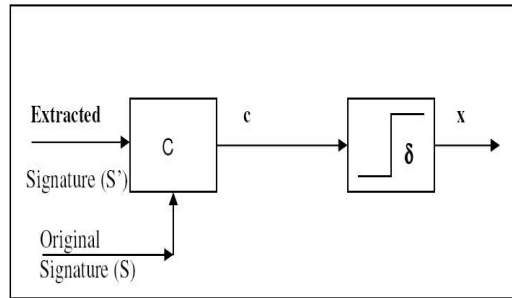 Extracted
Signature (S’)
Original
Signature (S)
C
c
δ
x